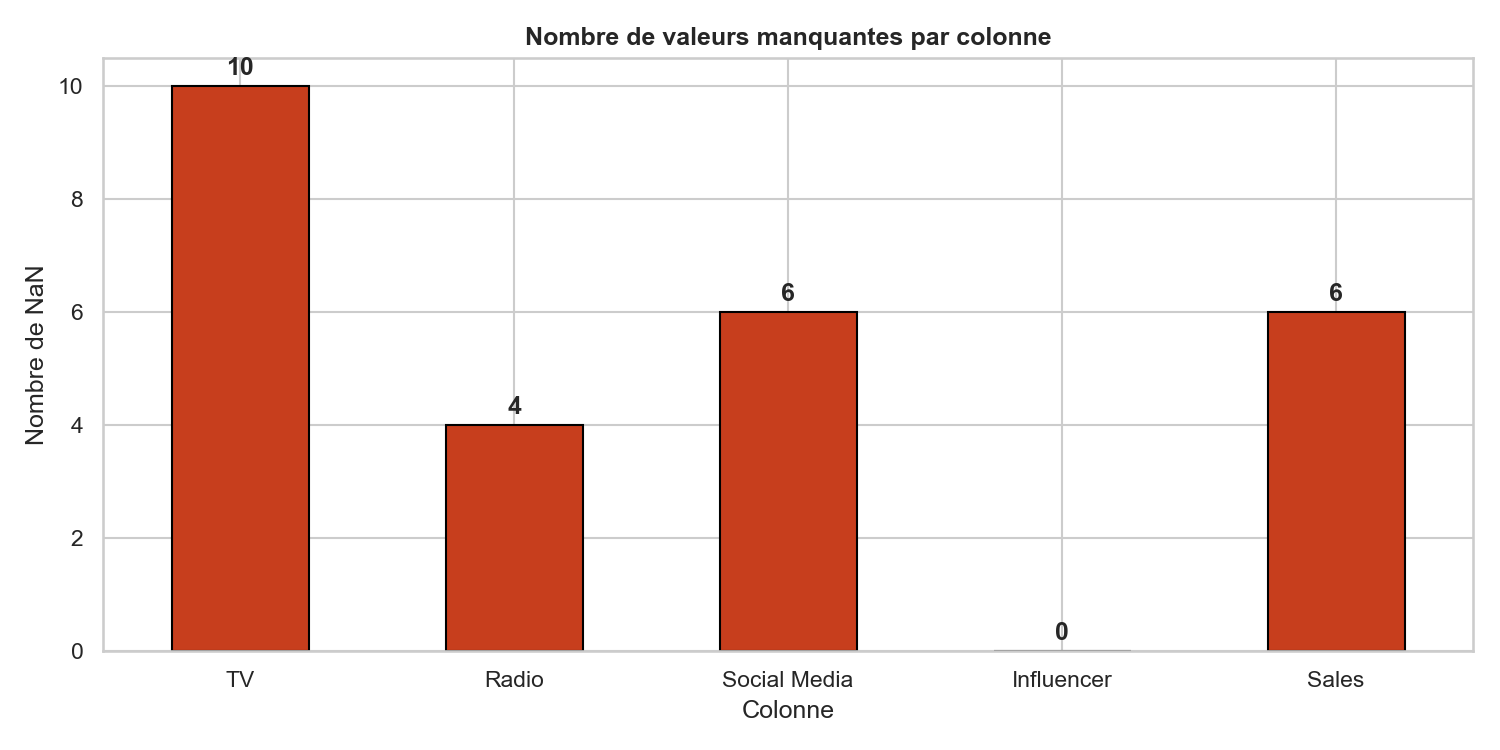 Nombre de valeurs manquantes par colonne
Nombre de NaN
10
8
6
4
2
0
10
4
6
0
6
TV
Radio
Social Media
Influencer
Sales
Colonne